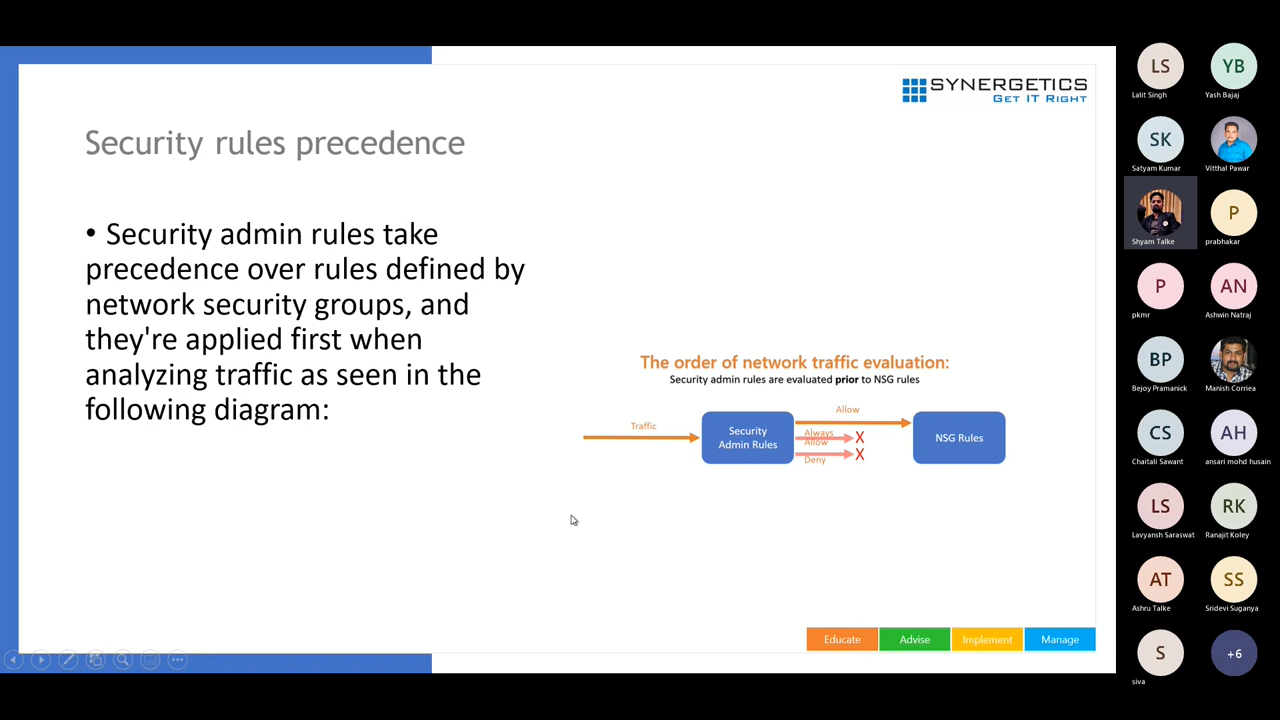 SYNERGETICS
GET IT RIGHT
Security rules precedence
• Security admin rules take
precedence over rules defined by
network security groups, and
they're applied first when
analyzing traffic as seen in the
following diagram:
The order of network traffic evaluation:
Security admin rules are evaluated prior to NSG rules
Traffic
Security
Admin Rules
Allow
Always
Allow
X
Deny
X
NSG Rules
Educate
Advise
Implement
Manage
LS
Lalit Singh
YB
Yash Bajaj
SK
Satyam Kumar
Vitthal Pawar
Shyam Talke
P
prabhakar
P
pkmr
AN
Ashwin Natraj
BP
Bejoy Pramanick
Manish Corriea
CS
Chaitali Sawant
AH
ansari mohd husain
LS
Lavyansh Saraswat
RK
Ranajit Koley
AT
Ashru Talke
SS
Sridevi Suganya
S
siva
+6